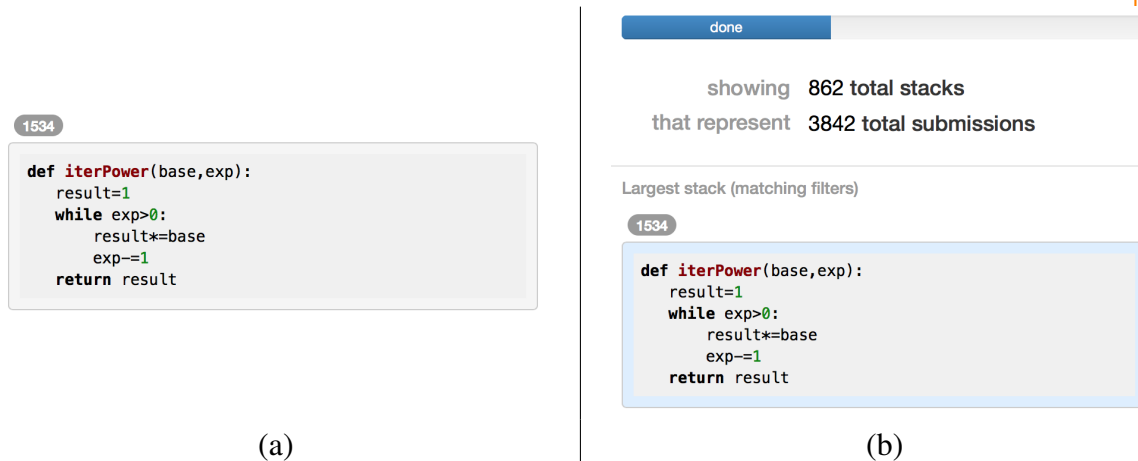 1534
def iterPower(base,exp):
result=1
while exp>0:
result*=base
exp-=1
return result
(a)
done
showing 862 total stacks
that represent 3842 total submissions
Largest stack (matching filters)
1534
def iterPower(base,exp):
result=1
while exp>0:
result*=base
exp-=1
return result
(b)